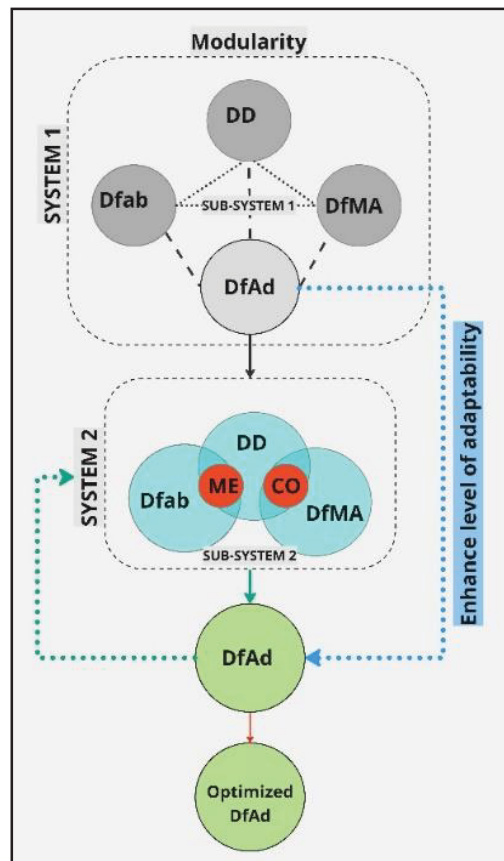 Modularity
SYSTEM 1
DD
Dfab
SUB-SYSTEM 1
DfMA
DfAd
Enhance level of adaptability
SYSTEM 2
DD
ME
CO
Dfab
DfMA
SUB-SYSTEM 2
DfAd
Optimized
DfAd